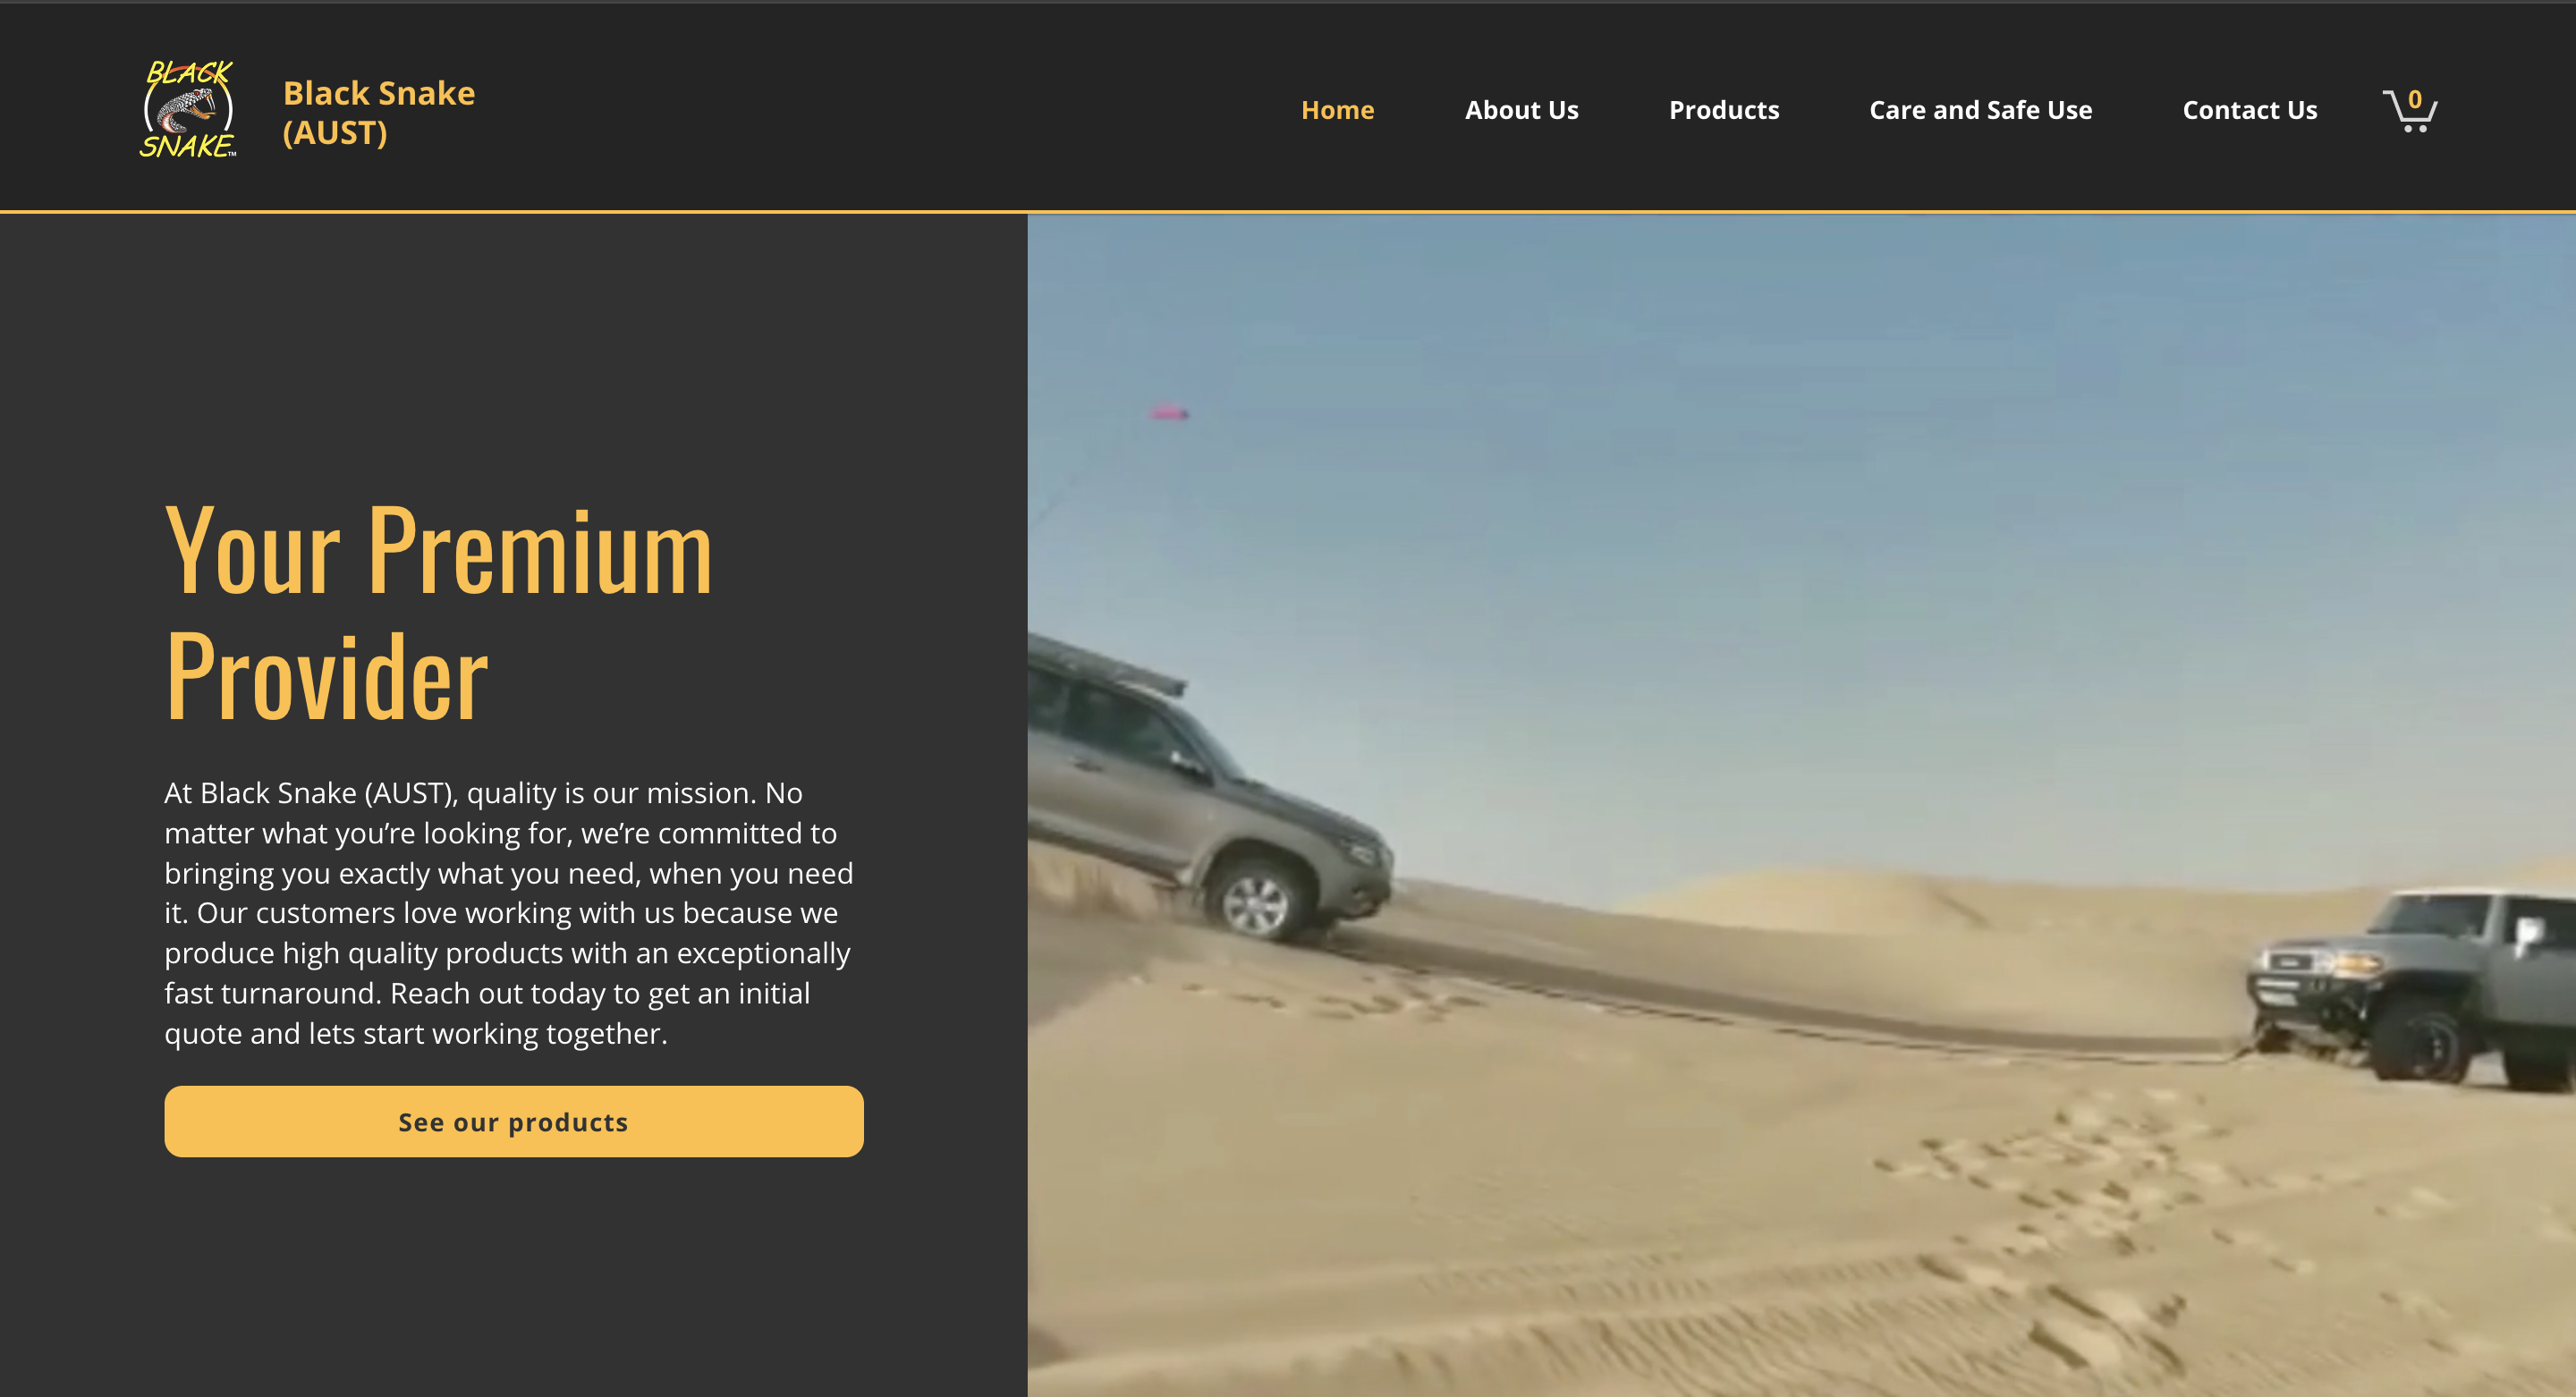 BLACK
SNAKE™
Black Snake
(AUST)
Home
About Us
Products
Care and Safe Use
Contact Us
0
Your Premium
Provider
At Black Snake (AUST), quality is our mission. No
matter what you’re looking for, we’re committed to
bringing you exactly what you need, when you need
it. Our customers love working with us because we
produce high quality products with an exceptionally
fast turnaround. Reach out today to get an initial
quote and lets start working together.
See our products